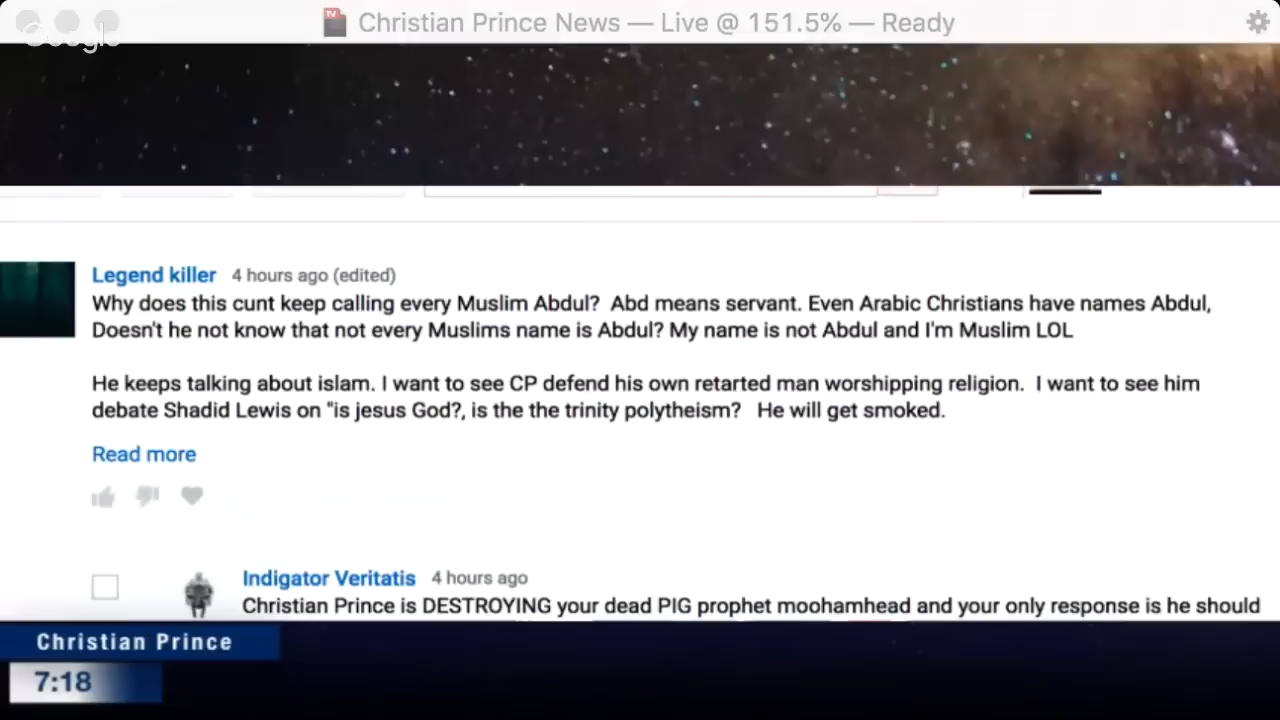 Christian Prince News — Live @ 151.5% — Ready
Google
Legend killer 4 hours ago (edited)
Why does this cunt keep calling every Muslim Abdul? Abd means servant. Even Arabic Christians have names Abdul,
Doesn't he not know that not every Muslims name is Abdul? My name is not Abdul and I'm Muslim LOL
He keeps talking about islam. I want to see CP defend his own retarted man worshipping religion. I want to see him
debate Shadid Lewis on "is jesus God?, is the the trinity polytheism? He will get smoked.
Read more
Indigator Veritatis 4 hours ago
Christian Prince is DESTROYING your dead PIG prophet moohamhead and your only response is he should
Christian Prince
7:18